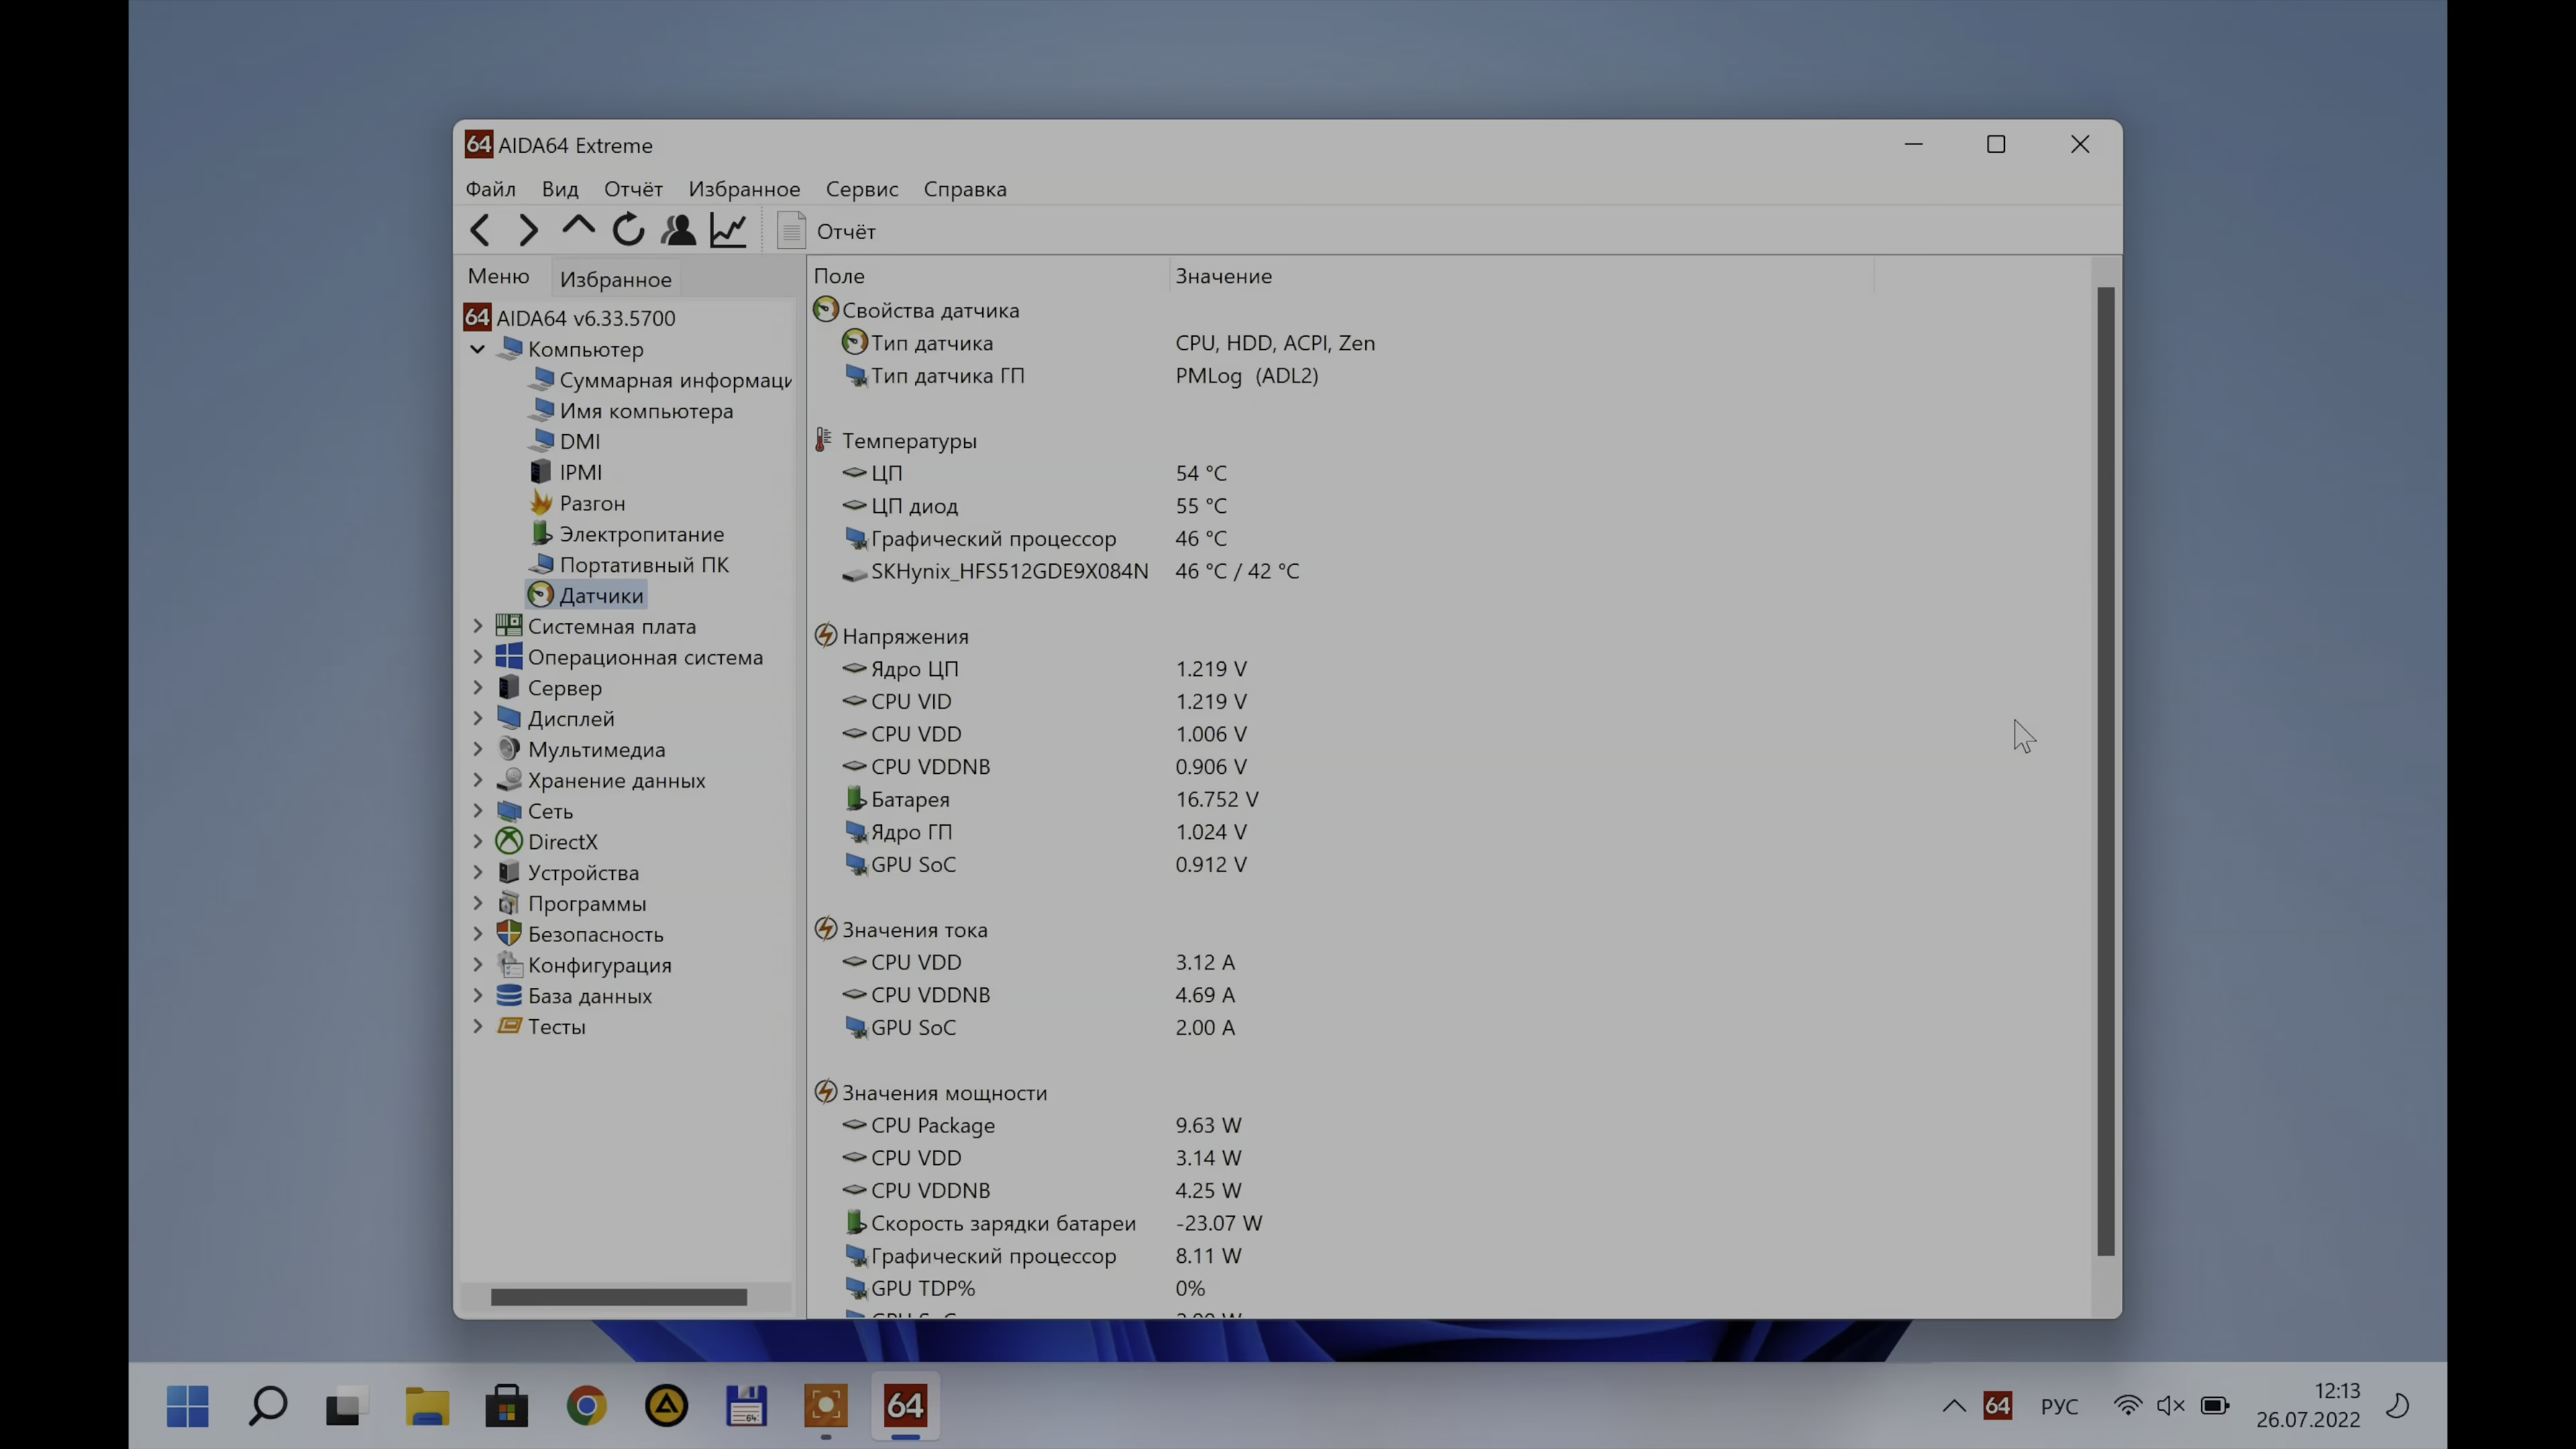 64 AIDA64 Extreme
Файл Вид Отчёт Избранное Сервис Справка
Отчёт
Меню Избранное
64 AIDA64 v6.33.5700
Компьютер
Суммарная информаци
Имя компьютера
DMI
IPMI
Разгон
Электропитание
Портативный ПК
Датчики
Системная плата
Операционная система
Сервер
Дисплей
Мультимедиа
Хранение данных
Сеть
DirectX
Устройства
Программы
Безопасность
Конфигурация
База данных
Тесты
Поле Значение
Свойства датчика
Тип датчика CPU, HDD, ACPI, Zen
Тип датчика ГП PMLog (ADL2)
Температуры
ЦП 54 °C
ЦП диод 55 °C
Графический процессор 46 °C
SKHynix_HFS512GDE9X084N 46 °C / 42 °C
Напряжения
Ядро ЦП 1.219 V
CPU VID 1.219 V
CPU VDD 1.006 V
CPU VDDNB 0.906 V
Батарея 16.752 V
Ядро ГП 1.024 V
GPU SoC 0.912 V
Значения тока
CPU VDD 3.12 A
CPU VDDNB 4.69 A
GPU SoC 2.00 A
Значения мощности
CPU Package 9.63 W
CPU VDD 3.14 W
CPU VDDNB 4.25 W
Скорость зарядки батареи -23.07 W
Графический процессор 8.11 W
GPU TDP% 0%
64
64
64 РУС 12:13
26.07.2022